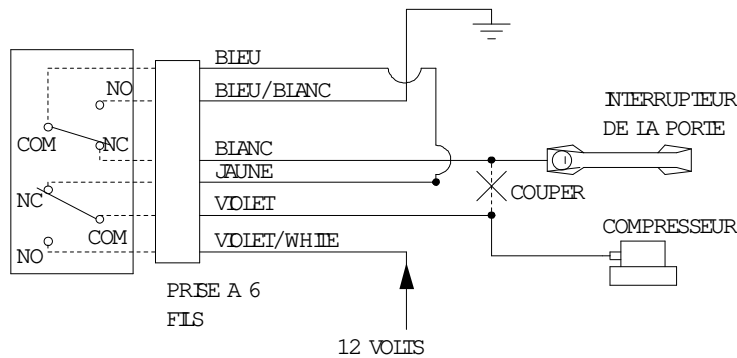 BLEU
NO
BLEU/BLANC
INTERRUPTEUR
DE LA PORTE
COM
NC
BLANC
JAUNE
NC
COUPER
VIOLET
COM
COMPRESSEUR
NO
VIOLET/WHITE
PRISE A 6
FILS
12 VOLTS